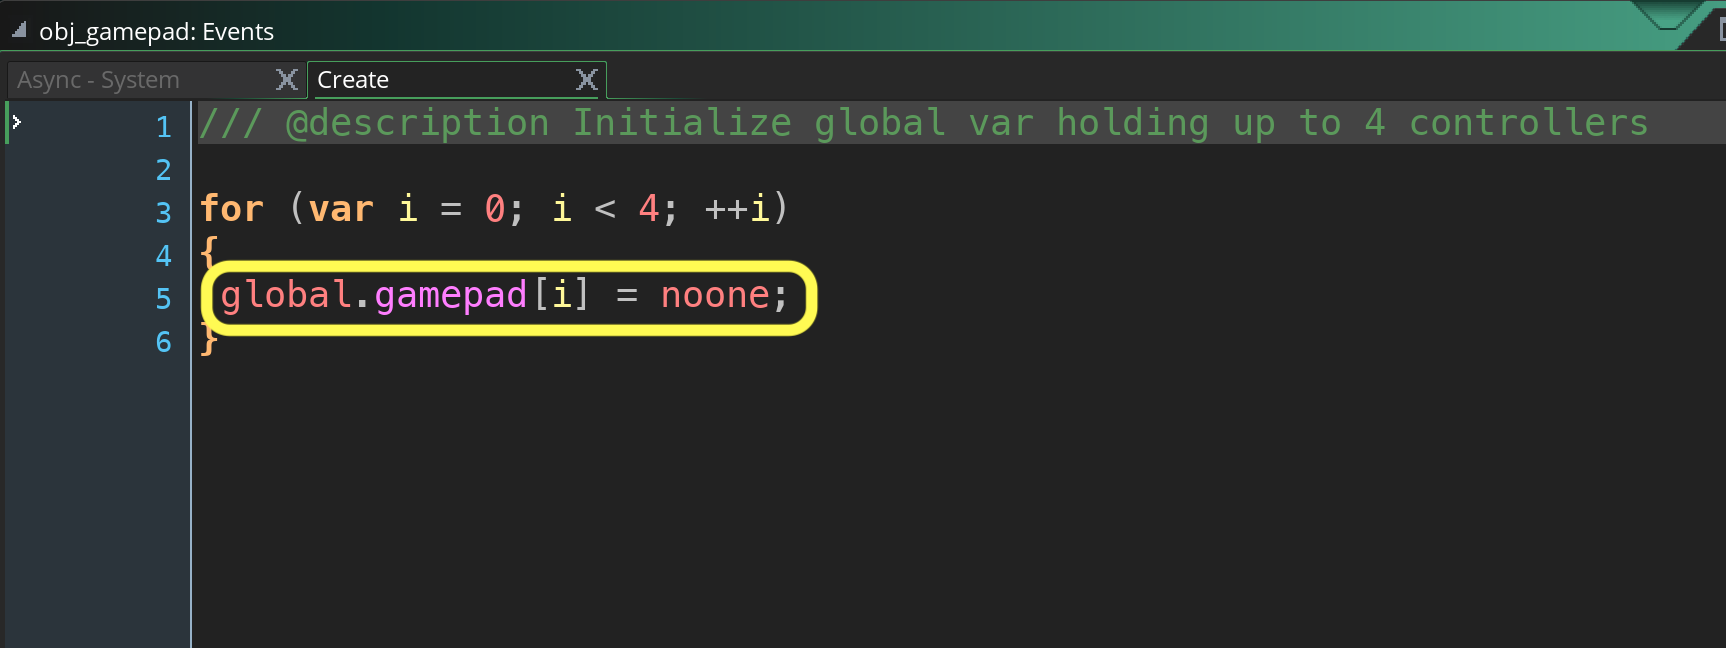 obj_gamepad: Events
Async - System
Create
1 /// @description Initialize global var holding up to 4 controllers
2
3 for (var i = 0; i < 4; ++i)
4 {
5 global.gamepad[i] = noone;
6 }